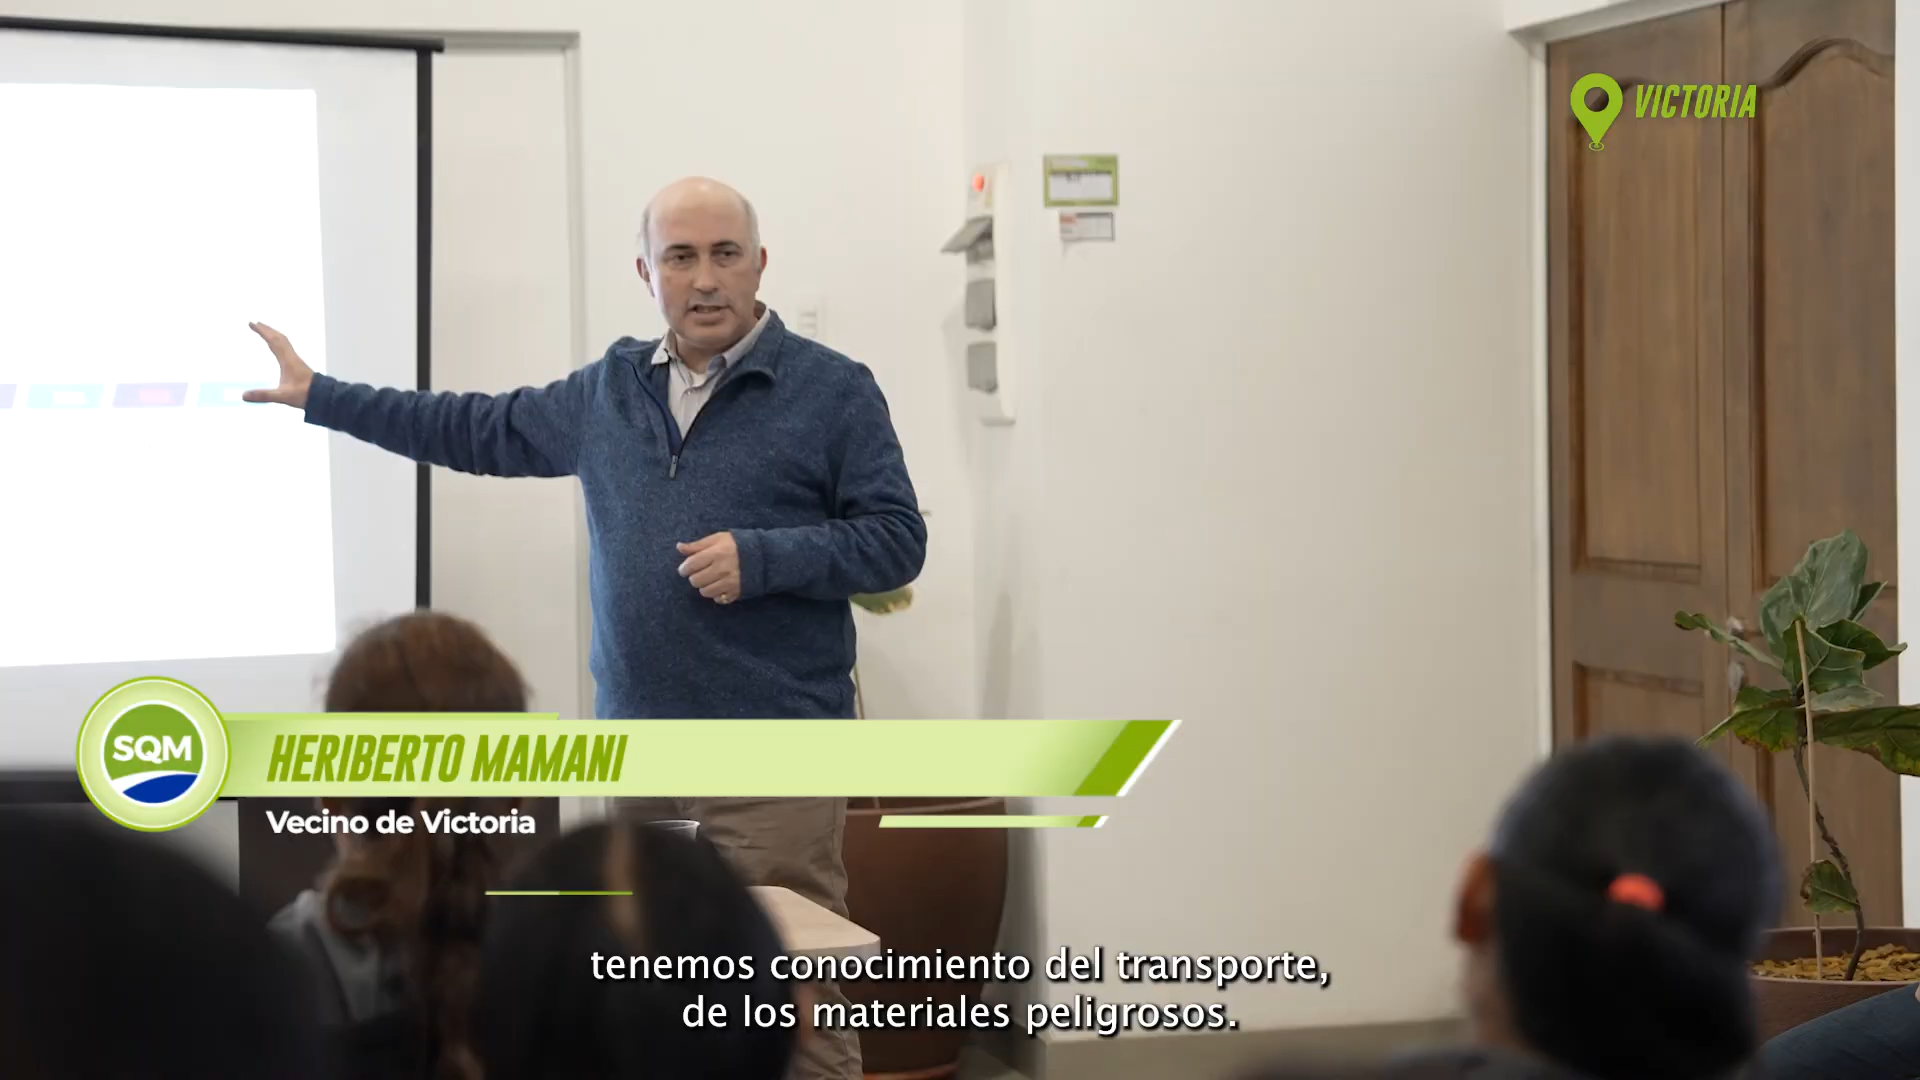 VICTORIA
SQM
HERIBERTO MAMANI
Vecino de Victoria
tenemos conocimiento del transporte,
de los materiales peligrosos.